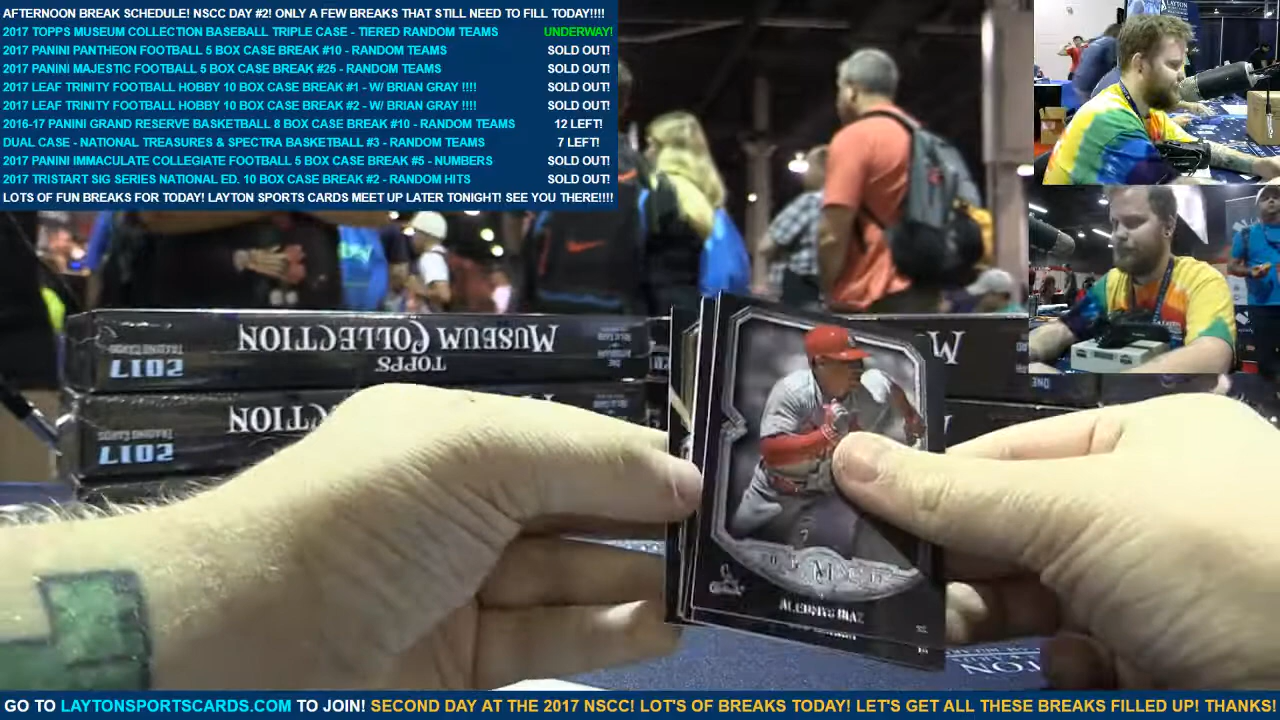 AFTERNOON BREAK SCHEDULE! NSCC DAY #2! ONLY A FEW BREAKS THAT STILL NEED TO FILL TODAY!!!!
2017 TOPPS MUSEUM COLLECTION BASEBALL TRIPLE CASE - TIERED RANDOM TEAMS UNDERWAY!
2017 PANINI PANTHEON FOOTBALL 5 BOX CASE BREAK #10 - RANDOM TEAMS SOLD OUT!
2017 PANINI MAJESTIC FOOTBALL 5 BOX CASE BREAK #25 - RANDOM TEAMS SOLD OUT!
2017 LEAF TRINITY FOOTBALL HOBBY 10 BOX CASE BREAK #1 - W/ BRIAN GRAY !!!! SOLD OUT!
2017 LEAF TRINITY FOOTBALL HOBBY 10 BOX CASE BREAK #2 - W/ BRIAN GRAY !!!! SOLD OUT!
2016-17 PANINI GRAND RESERVE BASKETBALL 8 BOX CASE BREAK #10 - RANDOM TEAMS 12 LEFT!
DUAL CASE - NATIONAL TREASURES & SPECTRA BASKETBALL #3 - RANDOM TEAMS 7 LEFT!
2017 PANINI IMMACULATE COLLEGIATE FOOTBALL 5 BOX CASE BREAK #5 - NUMBERS SOLD OUT!
2017 TRISTART SIG SERIES NATIONAL ED. 10 BOX CASE BREAK #2 - RANDOM HITS SOLD OUT!
LOTS OF FUN BREAKS FOR TODAY! LAYTON SPORTS CARDS MEET UP LATER TONIGHT! SEE YOU THERE!!!!
TOPPS
MUSEUM COLLECTION
2017
TRADING CARDS
2017
TRADING CARDS
ALEDMYS DIAZ
GO TO LAYTONSPORTSCARDS.COM TO JOIN! SECOND DAY AT THE 2017 NSCC! LOT'S OF BREAKS TODAY! LET'S GET ALL THESE BREAKS FILLED UP! THANKS!